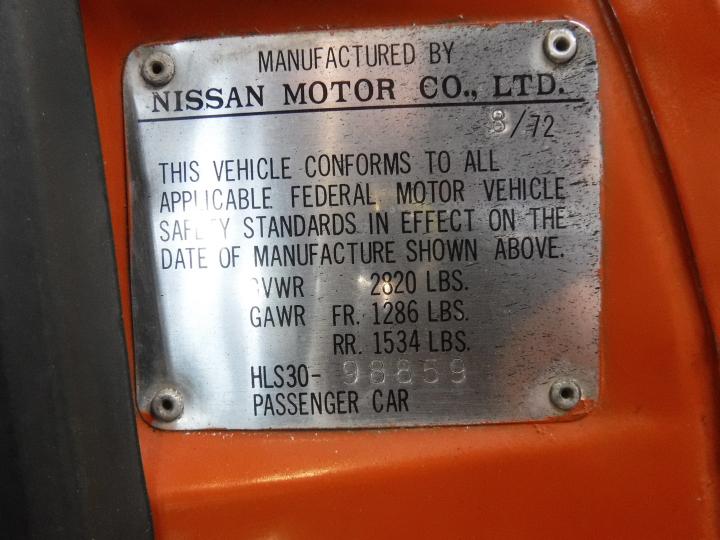 MANUFACTURED BY
NISSAN MOTOR CO., LTD.
8/72
THIS VEHICLE CONFORMS TO ALL
APPLICABLE FEDERAL MOTOR VEHICLE
SAFETY STANDARDS IN EFFECT ON THE
DATE OF MANUFACTURE SHOWN ABOVE.
GVWR 2820 LBS.
GAWR FR. 1286 LBS.
RR. 1534 LBS.
HLS30- 98859
PASSENGER CAR